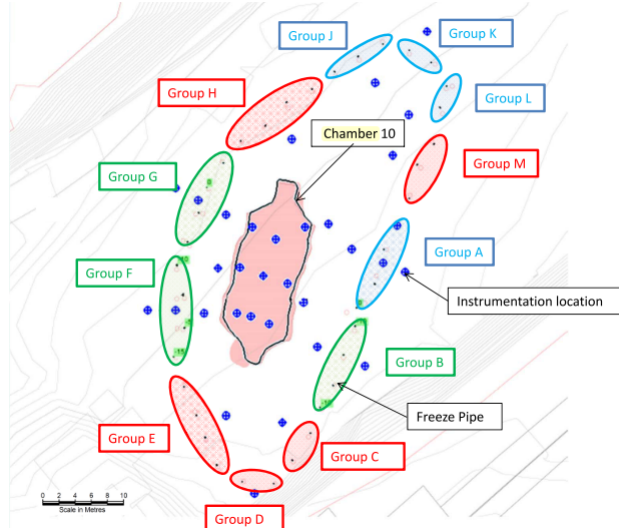 Group J
Group K
Group H
Group L
Chamber 10
Group M
Group G
Group A
Group F
Instrumentation location
Group B
Freeze Pipe
Group E
Group C
0 2 4 6 8 10
Scale in Metres
Group D